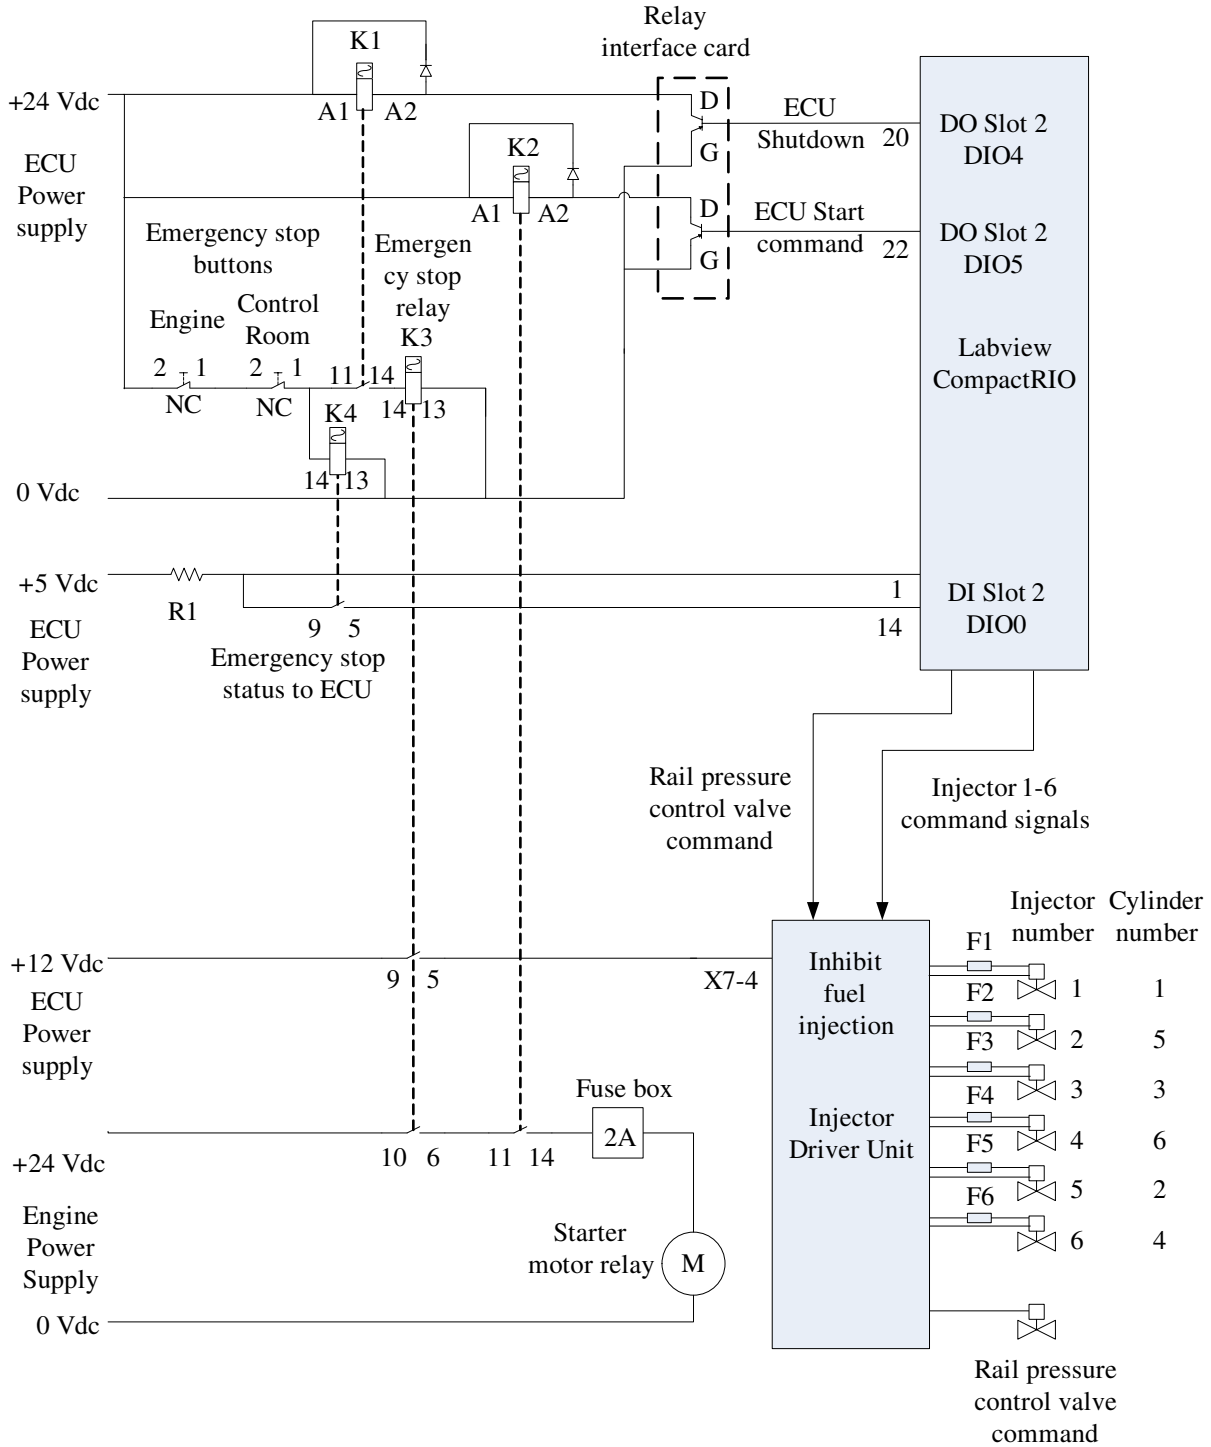 Relay
interface card
K1
+24 Vdc
A1
A2
D
ECU
Shutdown
20
DO Slot 2
DIO4
G
K2
ECU
Power
supply
A1
A2
D
ECU Start
command
22
DO Slot 2
DIO5
G
Emergency stop
buttons
Emergen
cy stop
relay
K3
Engine
Control
Room
2
1
2
1
11
14
NC
NC
14
13
K4
14
13
Labview
CompactRIO
0 Vdc
+5 Vdc
R1
1
DI Slot 2
DIO0
14
ECU
Power
supply
9
5
Emergency stop
status to ECU
Rail pressure
control valve
command
Injector 1-6
command signals
Injector
number
Cylinder
number
+12 Vdc
9
5
X7-4
ECU
Power
supply
Inhibit
fuel
injection
Injector
Driver Unit
F1
1
1
F2
2
5
F3
3
3
F4
4
6
F5
5
2
F6
6
4
Fuse box
2A
+24 Vdc
10
6
11
14
Engine
Power
Supply
Starter
motor relay
M
0 Vdc
Rail pressure
control valve
command